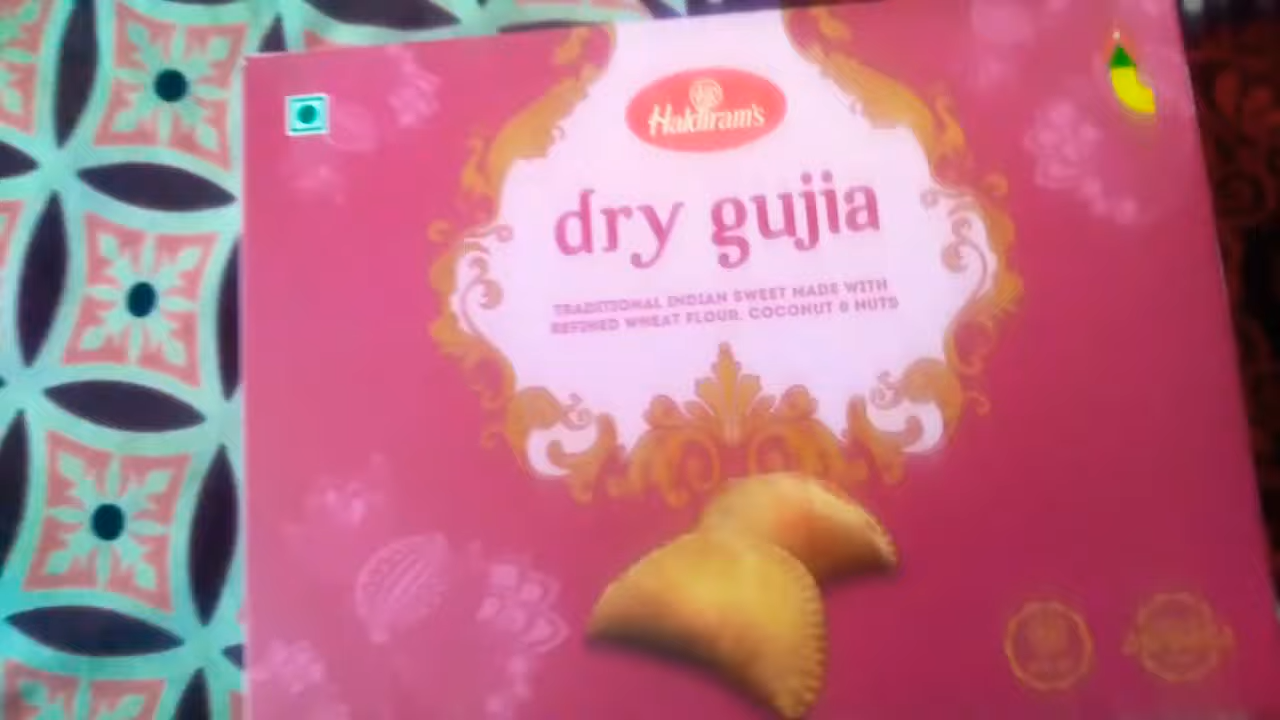 Haldiram's
dry gujia
TRADITIONAL INDIAN SWEET MADE WITH
REFINED WHEAT FLOUR, COCONUT & NUTS